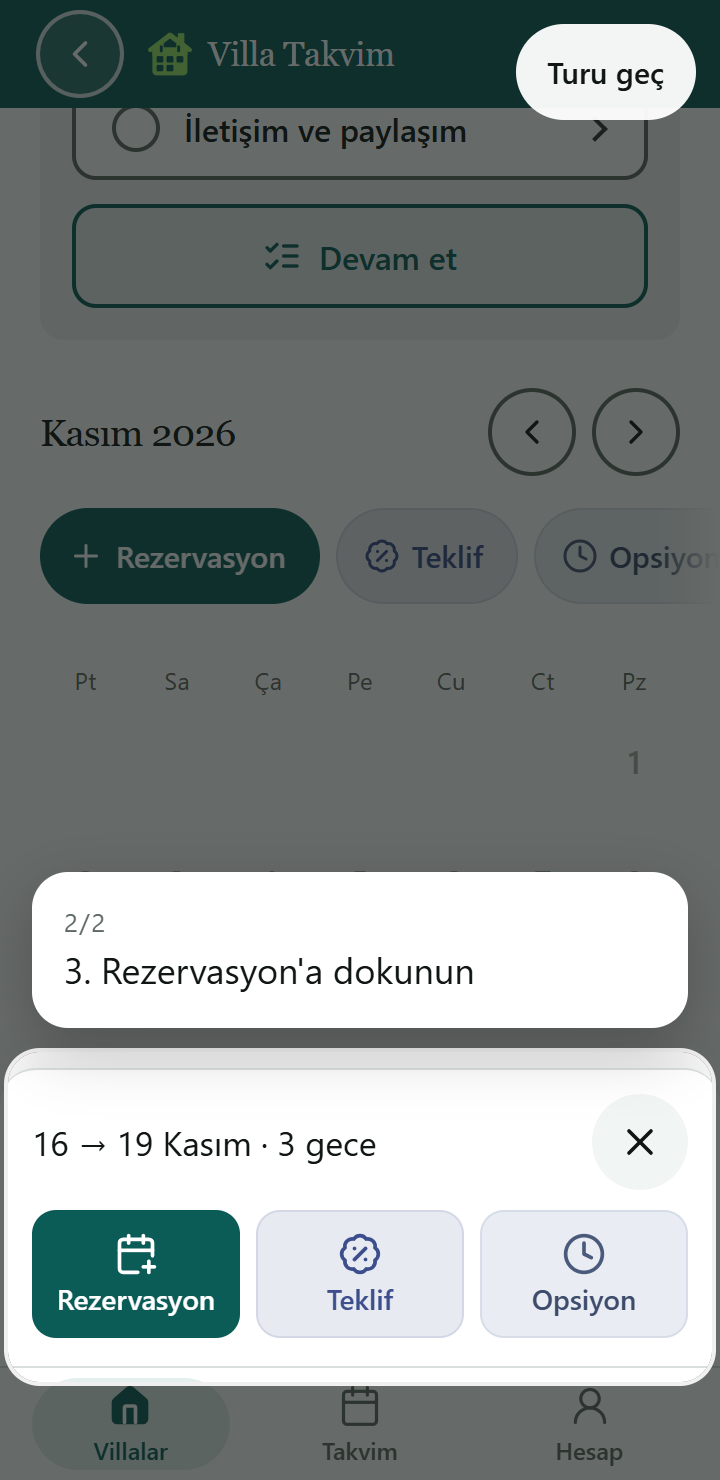 Villa Takvim
Turu geç
İletişim ve paylaşım
Devam et
Kasım 2026
Rezervasyon
Teklif
Opsiyon
Pt Sa Ça Pe Cu Ct Pz
1
2/2
3. Rezervasyon'a dokunun
16 → 19 Kasım · 3 gece
Rezervasyon
Teklif
Opsiyon
Villalar
Takvim
Hesap